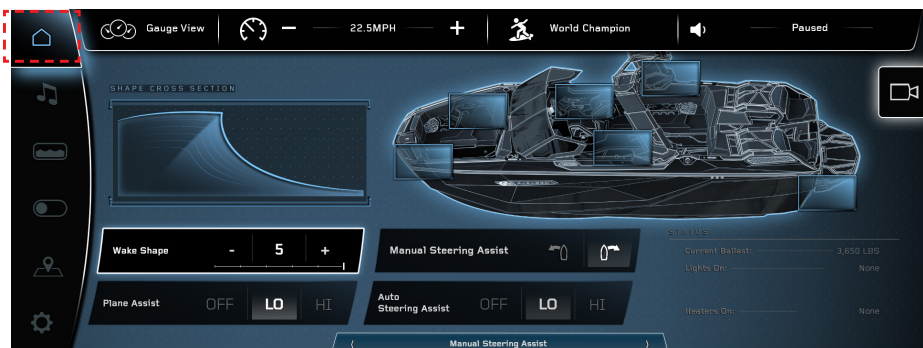 Gauge View
22.5MPH
World Champion
Paused
SHAPE CROSS SECTION
Wake Shape - 5 +
Manual Steering Assist
Plane Assist OFF LO HI
Auto
Steering Assist OFF LO HI
STATUS
Current Ballast: 3,650 LBS
Lights On: None
Heaters On: None
Manual Steering Assist